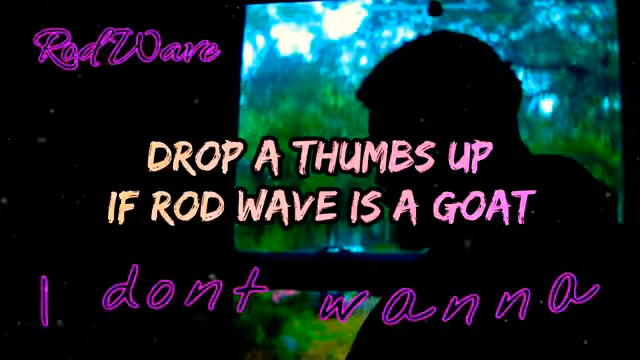 Rod Wave
DROP A THUMBS UP
IF ROD WAVE IS A GOAT
I dont wanna